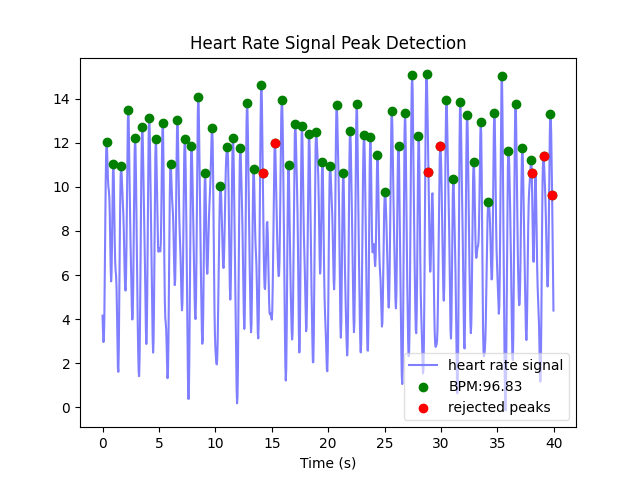 Heart Rate Signal Peak Detection
14
12
10
8
6
4
2
0
heart rate signal
BPM:96.83
rejected peaks
0 5 10 15 20 25 30 35 40
Time (s)